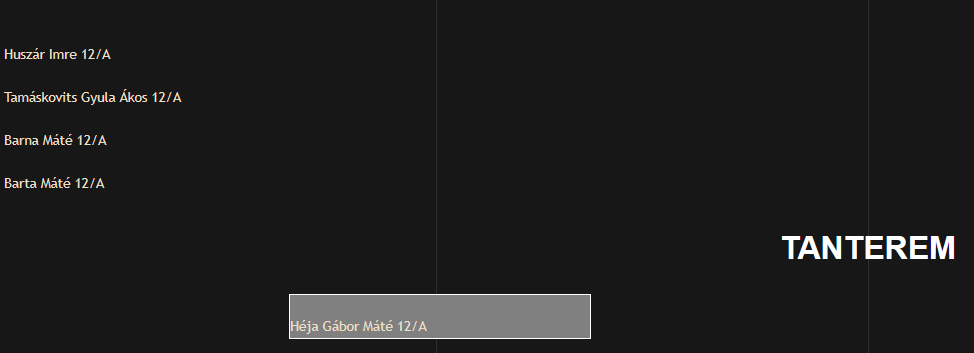 Huszár Imre 12/A
Tamáskovits Gyula Ákos 12/A
Barna Máté 12/A
Barta Máté 12/A
TANTEREM
Héja Gábor Máté 12/A